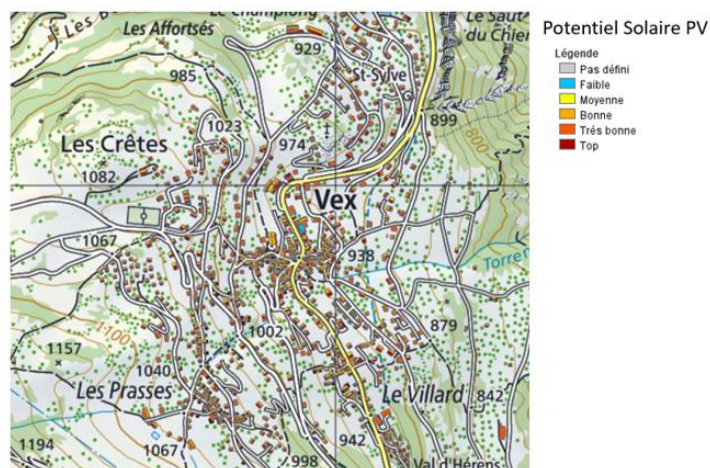 Potentiel Solaire PV
Légende
Pas défini
Faible
Moyenne
Bonne
Trés bonne
Top
Les Affortsés
929
Le Saut
du Chien
985
St-Sylve
899
800
1023
974
Les Crêtes
1082
Vex
1067
938
Torren
1002
879
1100
1157
1040
Les Prasses
Le Villard
842
942
1194
1067
998
Val d'Hérens